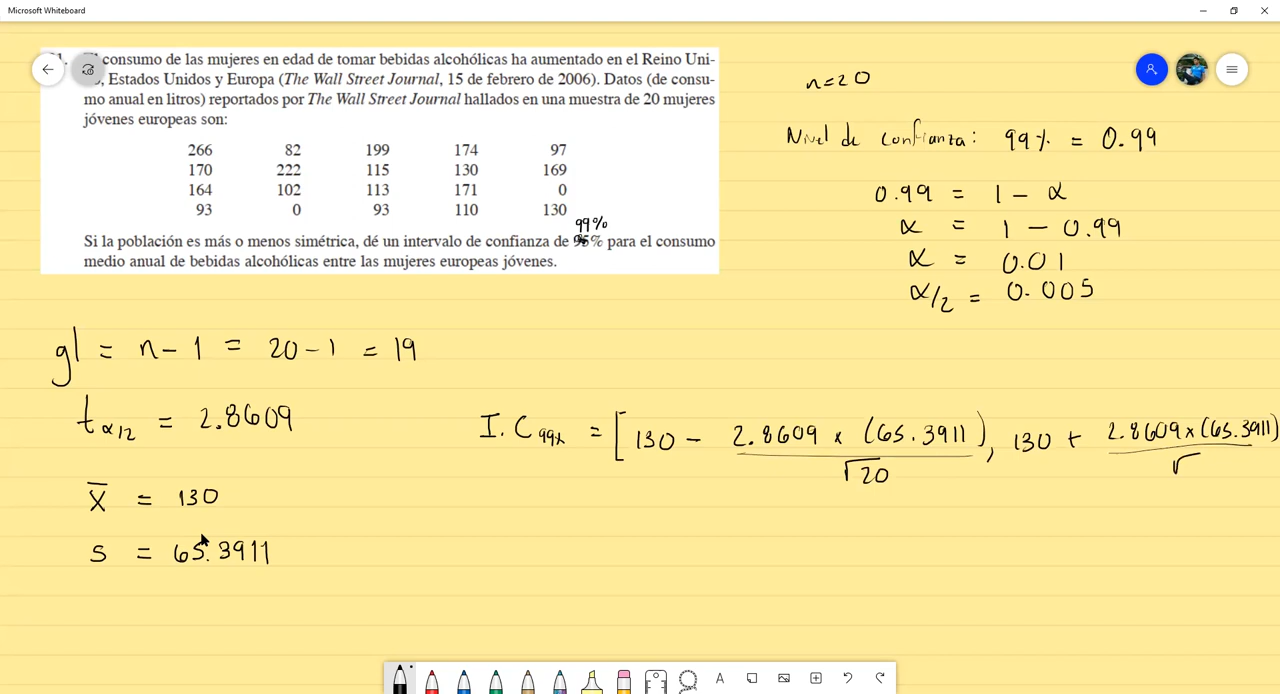 Microsoft Whiteboard
consumo de las mujeres en edad de tomar bebidas alcohólicas ha aumentado en el Reino Uni-
, Estados Unidos y Europa (The Wall Street Journal, 15 de febrero de 2006). Datos (de consu-
mo anual en litros) reportados por The Wall Street Journal hallados en una muestra de 20 mujeres
jóvenes europeas son:
266 82 199 174 97
170 222 115 130 169
164 102 113 171 0
93 0 93 110 130
99%
Si la población es más o menos simétrica, dé un intervalo de confianza de 95% para el consumo
medio anual de bebidas alcohólicas entre las mujeres europeas jóvenes.
n=20
Nivel de confianza: 99% = 0.99
0.99 = 1 - α
α = 1 - 0.99
α = 0.01
α/2 = 0.005
gl = n - 1 = 20 - 1 = 19
tα/2 = 2.8609
I.C99% = [130 - 2.8609 x (65.3911)/√20, 130 + 2.8609x(65.3911)/√
x̄ = 130
s = 65.3911
A